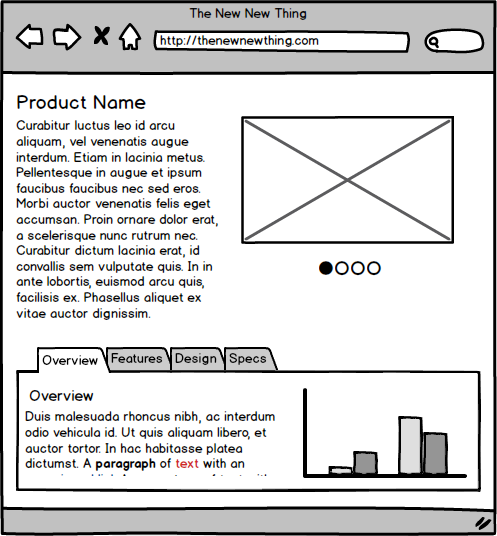 The New New Thing
http://thenewnewthing.com
Product Name
Curabitur luctus leo id arcu
aliquam, vel venenatis augue
interdum. Etiam in lacinia metus.
Pellentesque in augue et ipsum
faucibus faucibus nec sed eros.
Morbi auctor venenatis felis eget
accumsan. Proin ornare dolor erat,
a scelerisque nunc rutrum nec.
Curabitur dictum lacinia erat, id
convallis sem vulputate quis. In in
ante lobortis, euismod arcu quis,
facilisis ex. Phasellus aliquet ex
vitae auctor dignissim.
Overview Features Design Specs
Overview
Duis malesuada rhoncus nibh, ac interdum
odio vehicula id. Ut quis aliquam libero, et
auctor tortor. In hac habitasse platea
dictumst. A paragraph of text with an